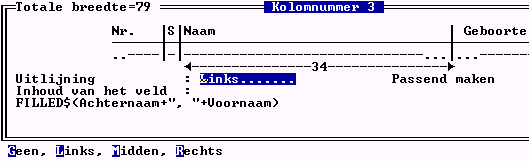 Totale breedte=79 Kolomnummer 3
Nr. |S|Naam |Geboorte
..----| |-----------------------------------...|..------
34
Uitlijning : Links.......  Passend maken
Inhoud van het veld :
FILLED$(Achternaam+", "+Voornaam)
Geen, Links, Midden, Rechts